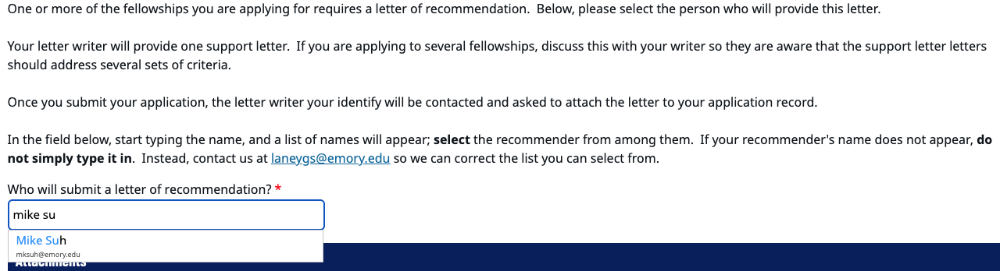 One or more of the fellowships you are applying for requires a letter of recommendation.  Below, please select the person who will provide this letter.
Your letter writer will provide one support letter.  If you are applying to several fellowships, discuss this with your writer so they are aware that the support letter letters
should address several sets of criteria.
Once you submit your application, the letter writer your identify will be contacted and asked to attach the letter to your application record.
In the field below, start typing the name, and a list of names will appear; select the recommender from among them.  If your recommender's name does not appear, do
not simply type it in.  Instead, contact us at laneygs@emory.edu so we can correct the list you can select from.
Who will submit a letter of recommendation? *
mike su
Mike Suh
mksuh@emory.edu
Attachments